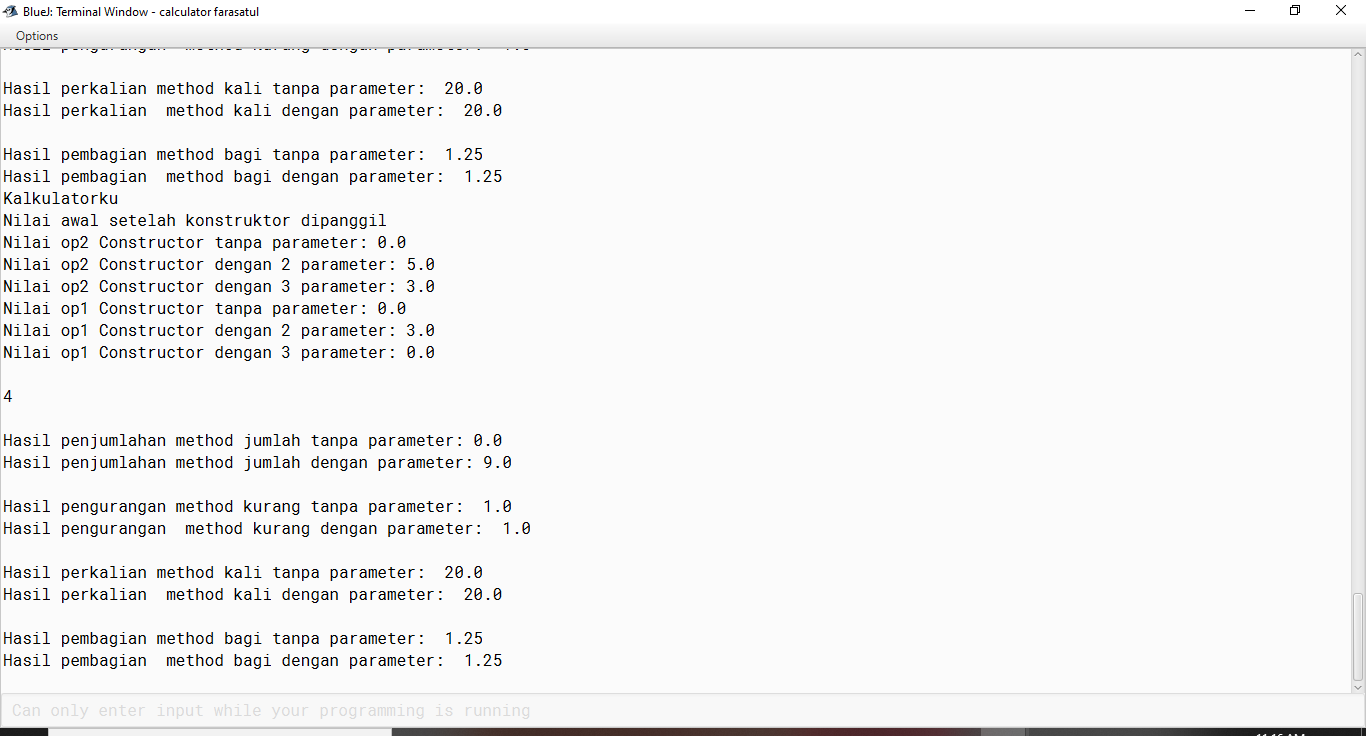 BlueJ: Terminal Window - calculator farasatul
Options
Hasil pengurangan  method kurang dengan parameter:  1.0
Hasil perkalian method kali tanpa parameter:  20.0
Hasil perkalian  method kali dengan parameter:  20.0
Hasil pembagian method bagi tanpa parameter:  1.25
Hasil pembagian  method bagi dengan parameter:  1.25
Kalkulatorku
Nilai awal setelah konstruktor dipanggil
Nilai op2 Constructor tanpa parameter: 0.0
Nilai op2 Constructor dengan 2 parameter: 5.0
Nilai op2 Constructor dengan 3 parameter: 3.0
Nilai op1 Constructor tanpa parameter: 0.0
Nilai op1 Constructor dengan 2 parameter: 3.0
Nilai op1 Constructor dengan 3 parameter: 0.0
4
Hasil penjumlahan method jumlah tanpa parameter: 0.0
Hasil penjumlahan method jumlah dengan parameter: 9.0
Hasil pengurangan method kurang tanpa parameter:  1.0
Hasil pengurangan  method kurang dengan parameter:  1.0
Hasil perkalian method kali tanpa parameter:  20.0
Hasil perkalian  method kali dengan parameter:  20.0
Hasil pembagian method bagi tanpa parameter:  1.25
Hasil pembagian  method bagi dengan parameter:  1.25
Can only enter input while your programming is running